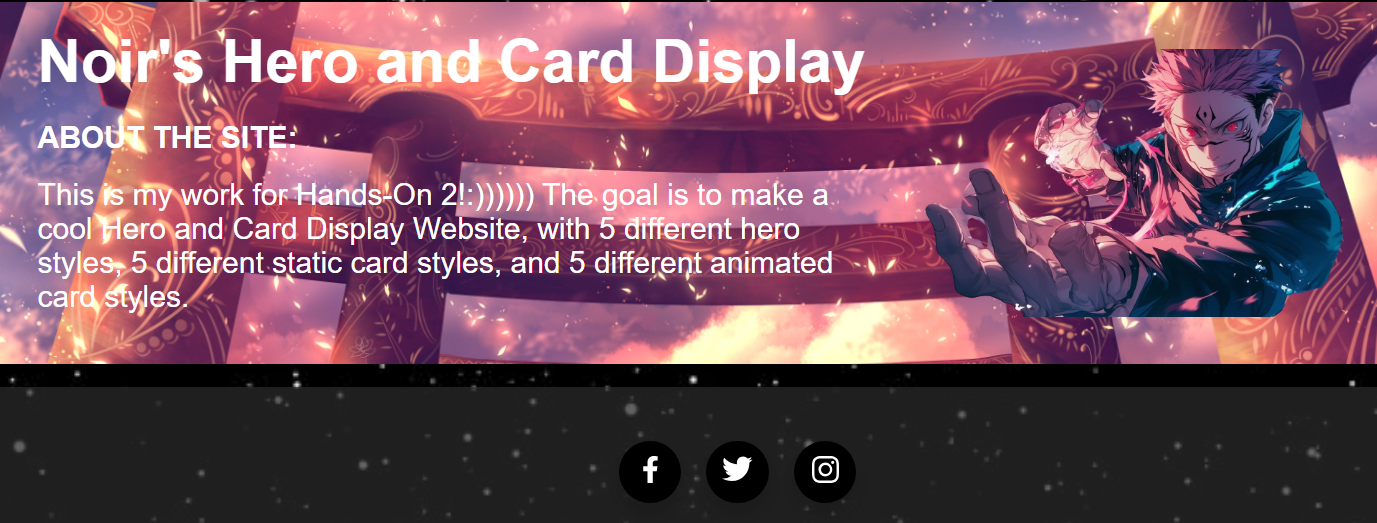 Noir's Hero and Card Display
ABOUT THE SITE:
This is my work for Hands-On 2!:)))))) The goal is to make a
cool Hero and Card Display Website, with 5 different hero
styles, 5 different static card styles, and 5 different animated
card styles.